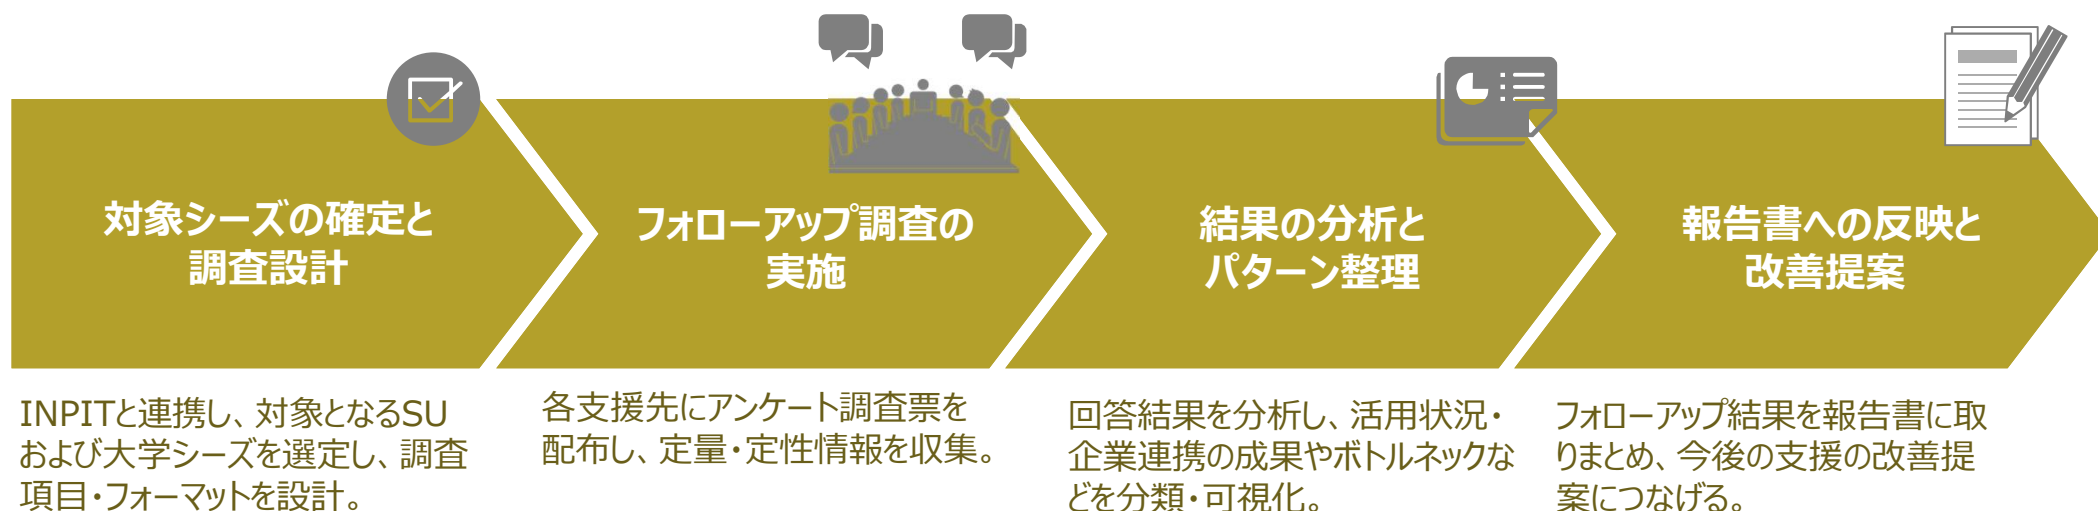 対象シーズの確定と
調査設計
フォローアップ調査の
実施
結果の分析と
パターン整理
報告書への反映と
改善提案
INPITと連携し、対象となるSU
および大学シーズを選定し、調査
項目・フォーマットを設計。
各支援先にアンケート調査票を
配布し、定量・定性情報を収集。
回答結果を分析し、活用状況・
企業連携の成果やボトルネックな
どを分類・可視化。
フォローアップ結果を報告書に取
りまとめ、今後の支援の改善提
案につなげる。